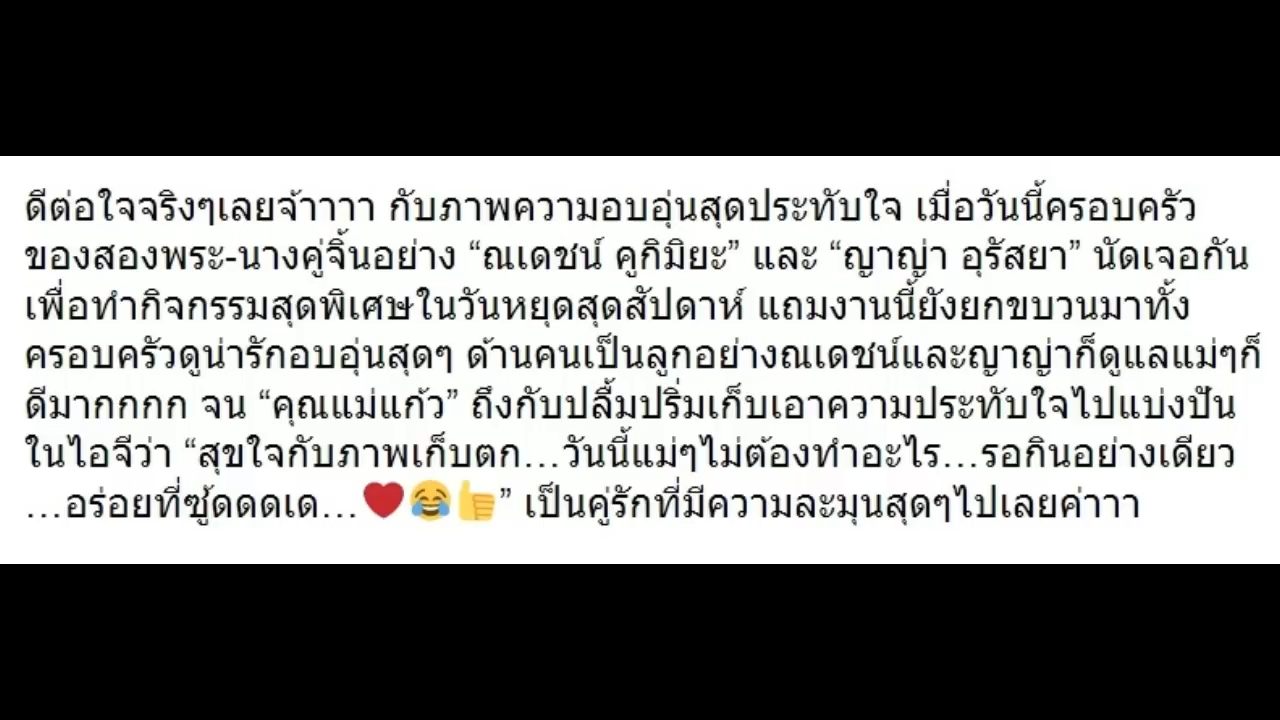 ดีต่อใจจริงๆเลยจ้าาาา กับภาพความอบอุ่นสุดประทับใจ เมื่อวันนี้ครอบครัว
ของสองพระ-นางคู่จิ้นอย่าง “ณเดชน์ คูกิมิยะ” และ “ญาญ่า อุรัสยา” นัดเจอกัน
เพื่อทำกิจกรรมสุดพิเศษในวันหยุดสุดสัปดาห์ แถมงานนี้ยังยกขบวนมาทั้ง
ครอบครัวดูน่ารักอบอุ่นสุดๆ ด้านคนเป็นลูกอย่างณเดชน์และญาญ่าก็ดูแลแม่ๆก็
ดีมากกกก จน “คุณแม่แก้ว” ถึงกับปลื้มปริ่มเก็บเอาความประทับใจไปแบ่งปัน
ในไอจีว่า “สุขใจกับภาพเก็บตก...วันนี้แม่ๆไม่ต้องทำอะไร...รอกินอย่างเดียว
...อร่อยที่ซู้ดดดเด...❤️😂👍” เป็นคู่รักที่มีความละมุนสุดๆไปเลยค่าาา